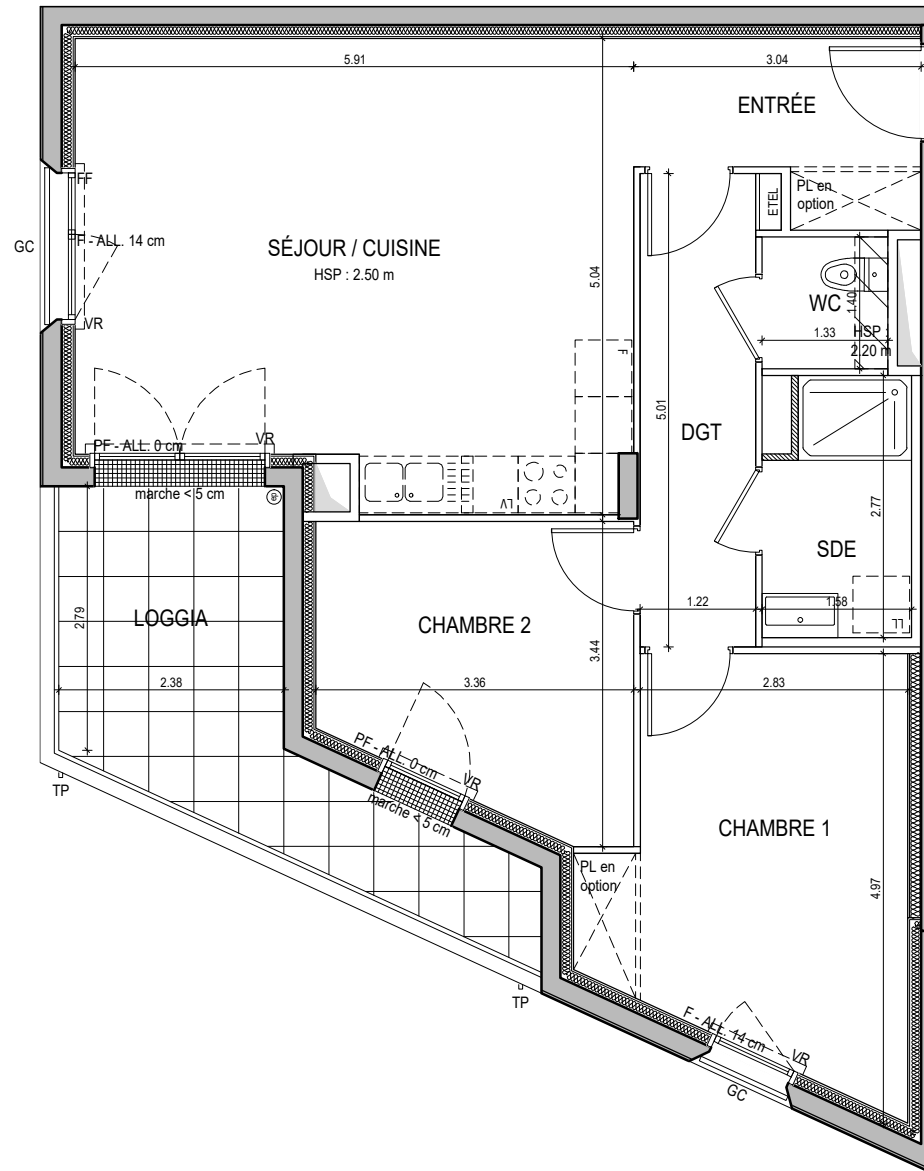 5.91
3.04
ENTRÉE
FF
PL en
option
ETEL
F - ALL. 14 cm
GC
SÉJOUR / CUISINE
HSP : 2.50 m
5.04
WC
1.40
1.33
HSP :
2.20 m
VR
F
5.01
DGT
PF - ALL. 0 cm
VR
marche < 5 cm
LV
2.77
SDE
LOGGIA
2.79
CHAMBRE 2
1.22
1.58
LL
3.44
2.38
3.36
2.83
PF - ALL. 0 cm
VR
marche < 5 cm
TP
CHAMBRE 1
PL en
option
4.97
TP
F - ALL. 14 cm
VR
GC